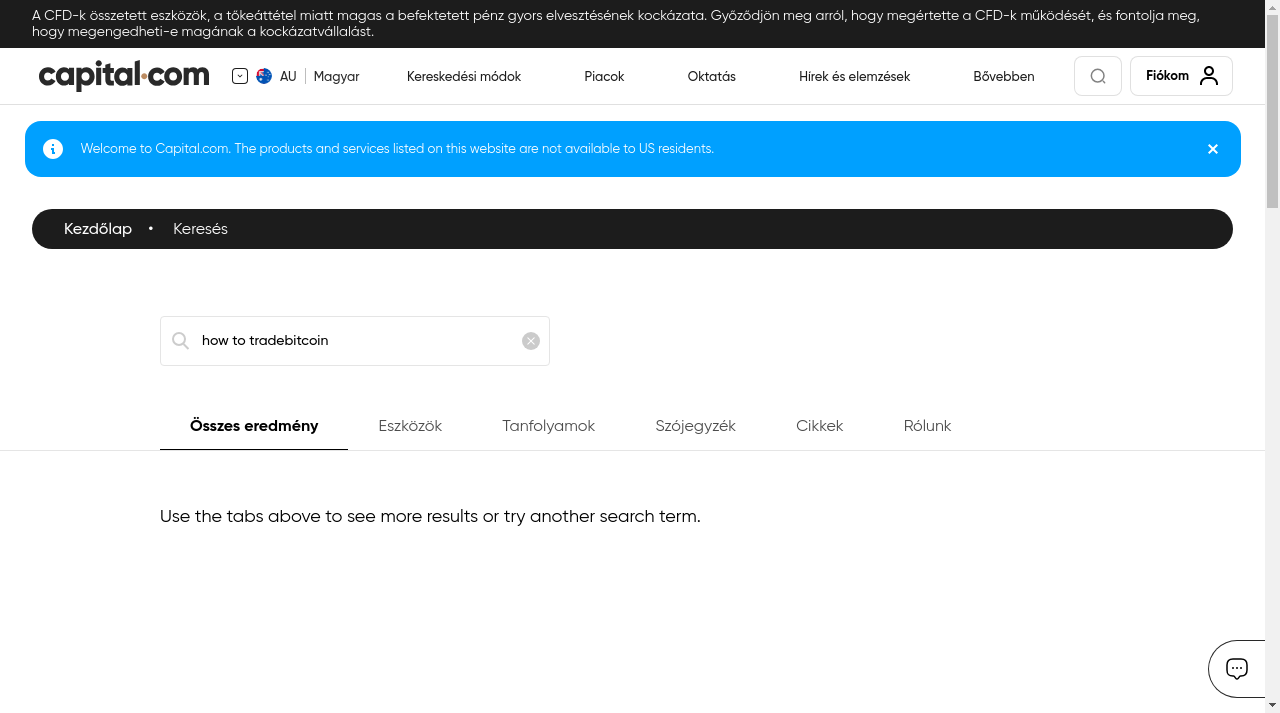 A CFD-k összetett eszközök, a tőkeáttétel miatt magas a befektetett pénz gyors elvesztésének kockázata. Győződjön meg arról, hogy megértette a CFD-k működését, és fontolja meg,
hogy megengedheti-e magának a kockázatvállalást.
capital.com
AU
Magyar
Kereskedési módok
Piacok
Oktatás
Hírek és elemzések
Bővebben
Fiókom
Welcome to Capital.com. The products and services listed on this website are not available to US residents.
Kezdőlap
Keresés
how to tradebitcoin
Összes eredmény
Eszközök
Tanfolyamok
Szójegyzék
Cikkek
Rólunk
Use the tabs above to see more results or try another search term.